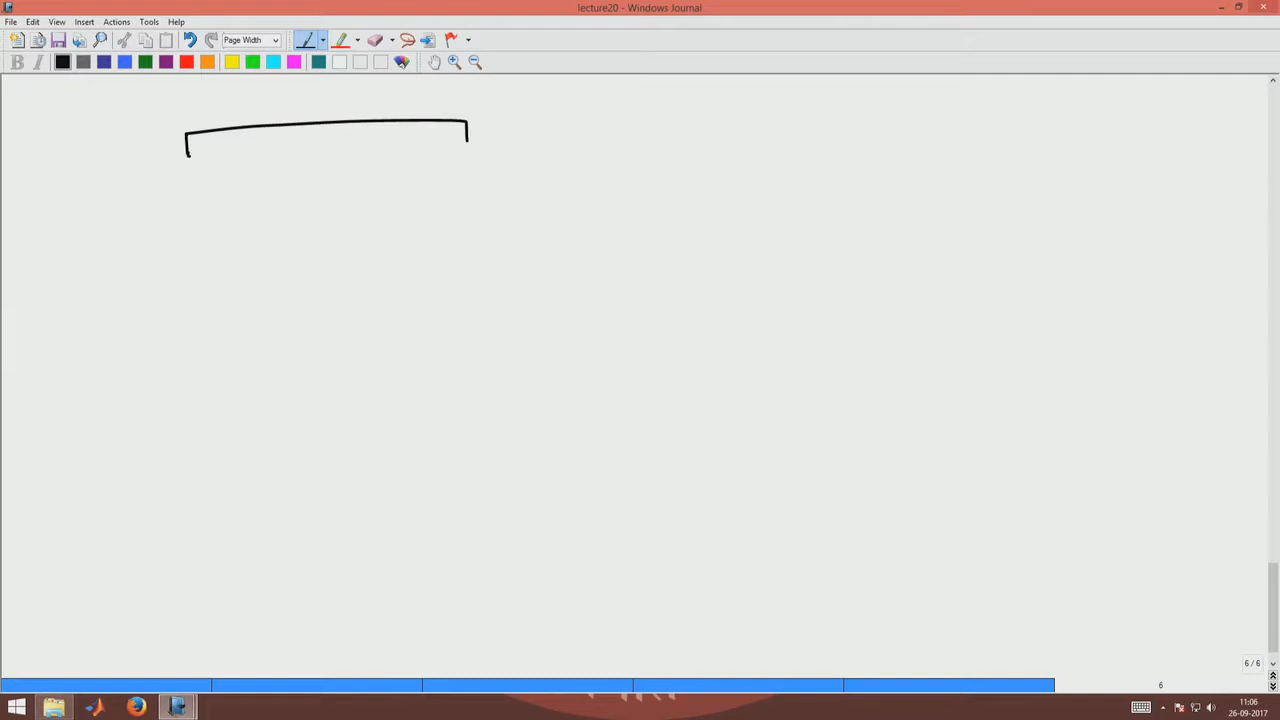 lecture20 - Windows Journal
File Edit View Insert Actions Tools Help
Page Width
B I
6 / 6
6
11:06
26-09-2017